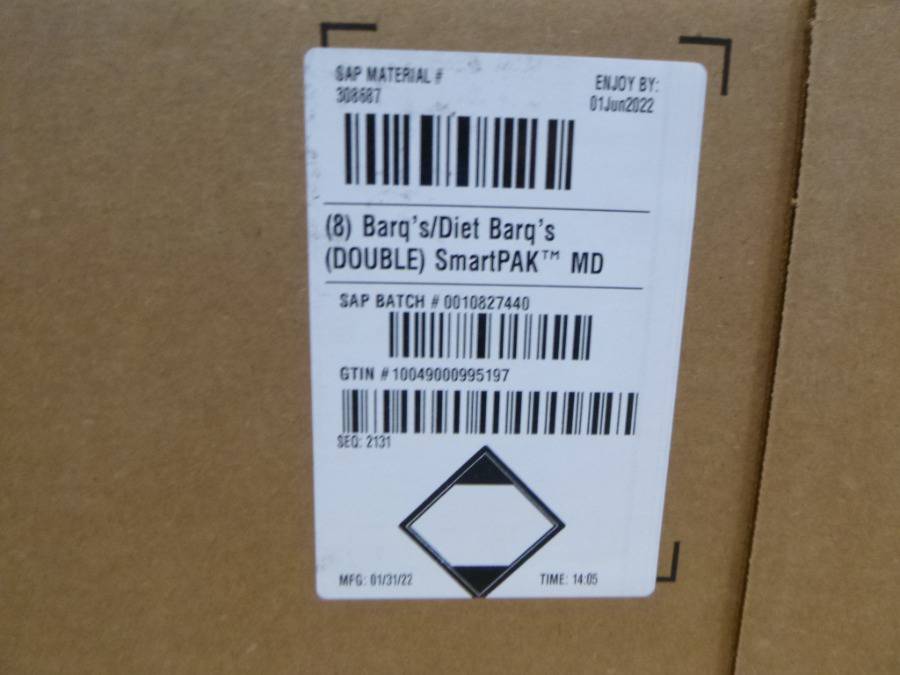 SAP MATERIAL #
308687
ENJOY BY:
01Jun2022
(8) Barq's/Diet Barq's
(DOUBLE) SmartPAK™ MD
SAP BATCH # 0010827440
GTIN # 10049000995197
SEQ: 2131
MFG: 01/31/22
TIME: 14:05